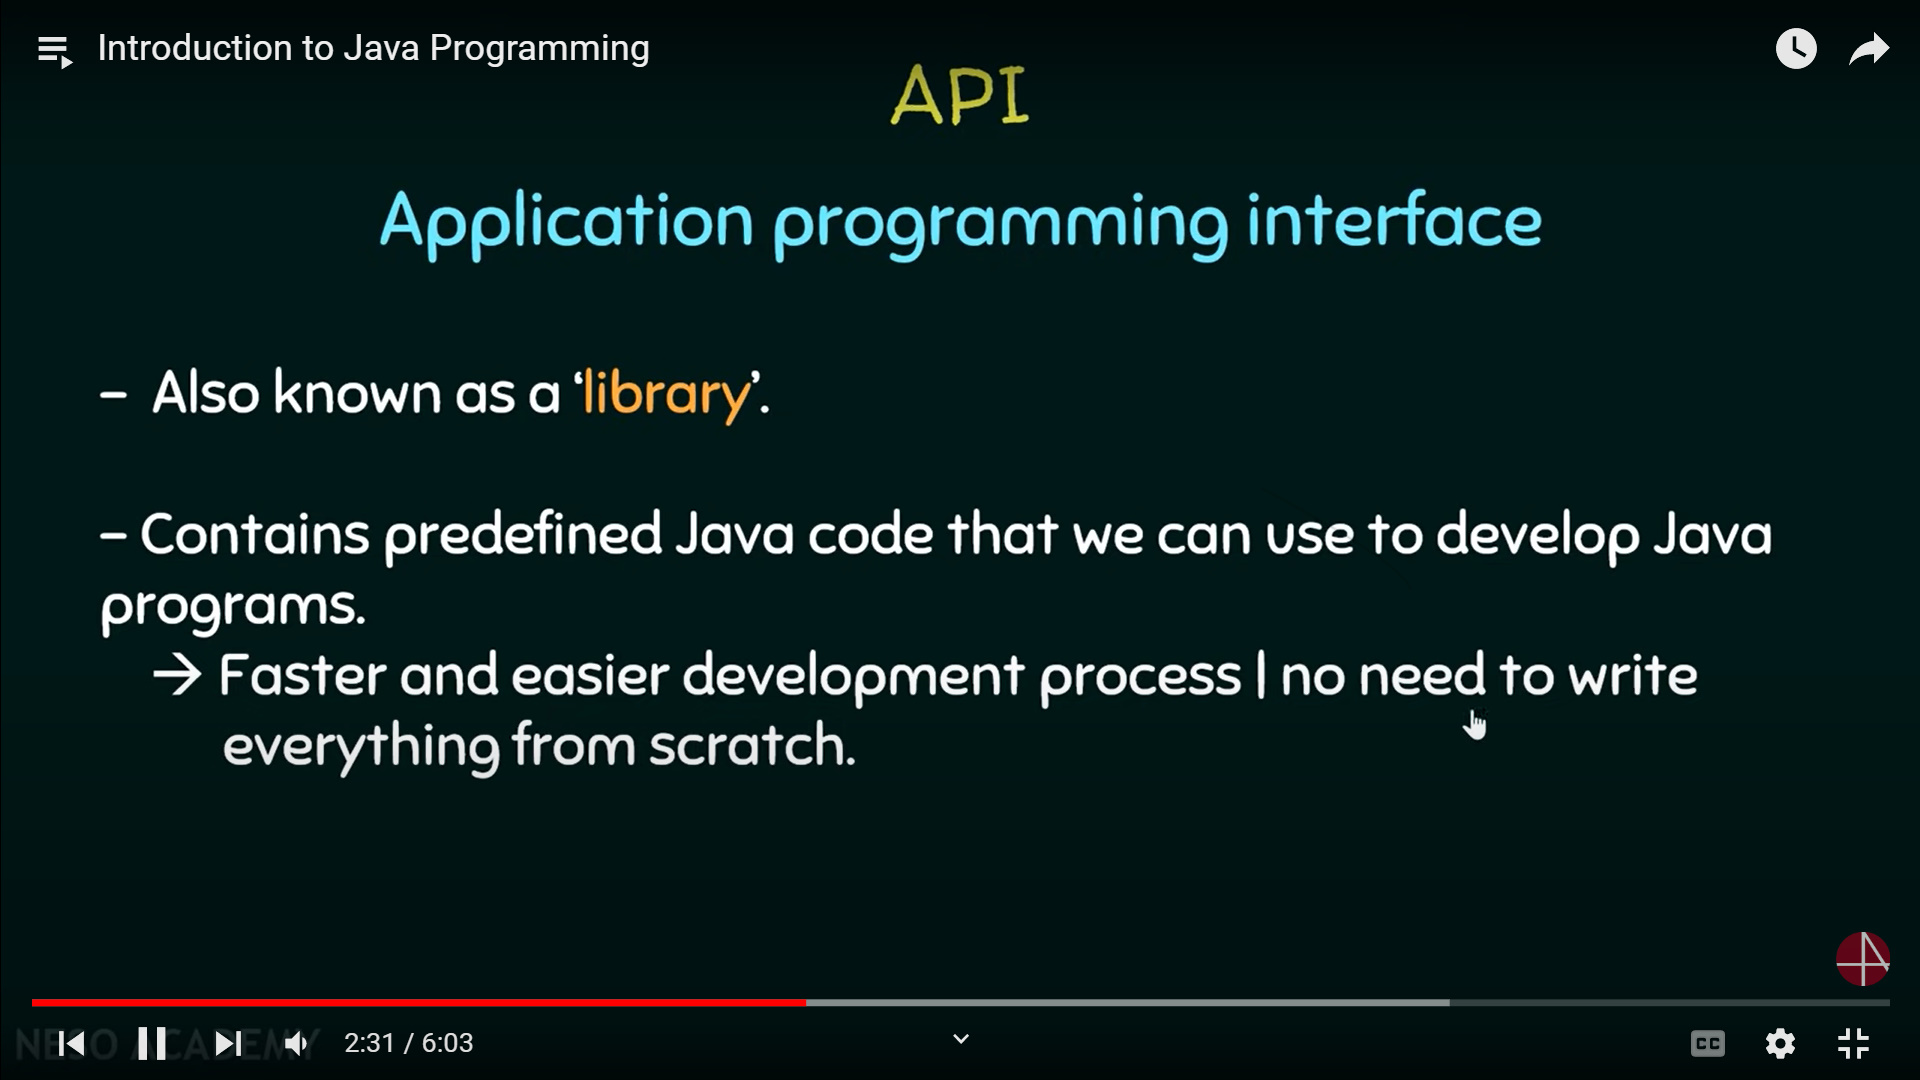 Introduction to Java Programming
API
Application programming interface
– Also known as a ‘library’.
– Contains predefined Java code that we can use to develop Java
programs.
→ Faster and easier development process | no need to write
everything from scratch.
NESO ACADEMY
2:31 / 6:03
CC